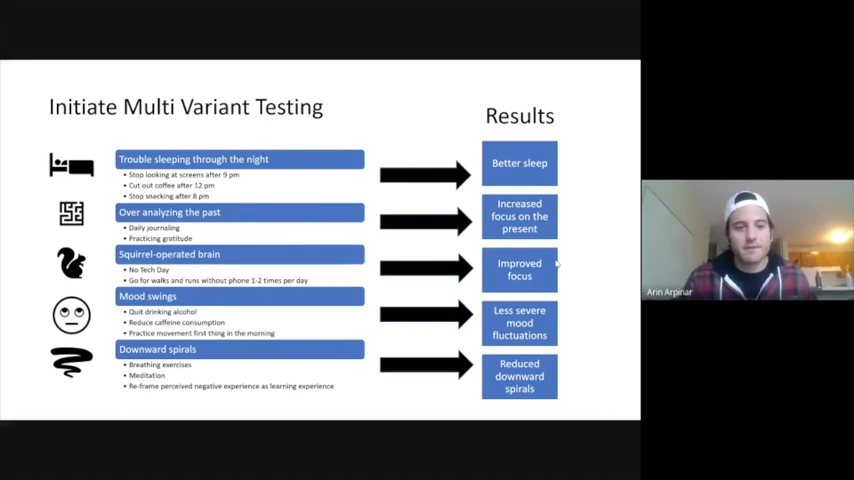 Initiate Multi Variant Testing
Results
Trouble sleeping through the night
• Stop looking at screens after 9 pm
• Cut out coffee after 12 pm
• Stop snacking after 8 pm
Better sleep
Over analyzing the past
• Daily journaling
• Practicing gratitude
Increased
focus on the
present
Squirrel-operated brain
• No Tech Day
• Go for walks and runs without phone 1-2 times per day
Improved
focus
Mood swings
• Quit drinking alcohol
• Reduce caffeine consumption
• Practice movement first thing in the morning
Less severe
mood
fluctuations
Downward spirals
• Breathing exercises
• Meditation
• Re-frame perceived negative experience as learning experience
Reduced
downward
spirals
Arin Arpinar